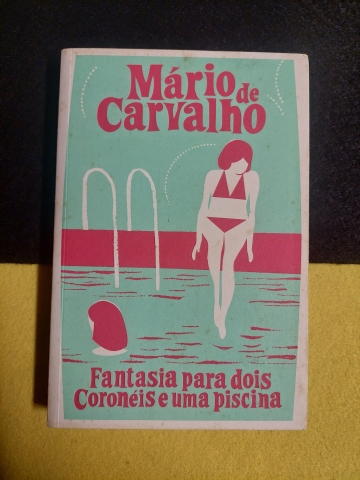 Mário de
Carvalho
Fantasia para dois
Coronéis e uma piscina